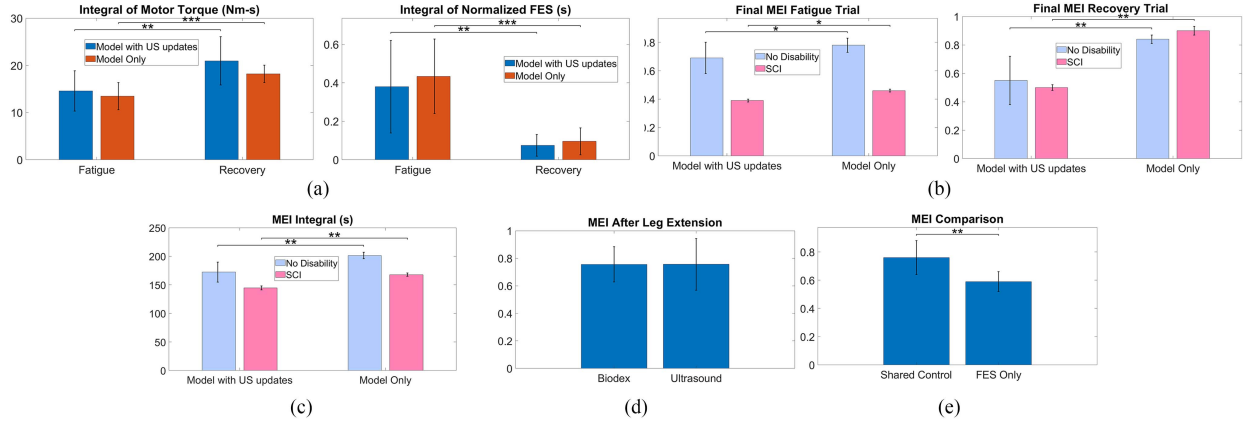 Integral of Motor Torque (Nm-s)
30
20
10
0
***
**
Model with US updates
Model Only
Fatigue
Recovery
Integral of Normalized FES (s)
0.6
0.4
0.2
0
***
**
Model with US updates
Model Only
Fatigue
Recovery
(a)
Final MEI Fatigue Trial
0.8
0.6
0.4
0.2
0
*
*
No Disability
SCI
Model with US updates
Model Only
Final MEI Recovery Trial
1
0.8
0.6
0.4
0.2
0
**
**
No Disability
SCI
Model with US updates
Model Only
(b)
MEI Integral (s)
250
200
150
100
50
0
**
**
No Disability
SCI
Model with US updates
Model Only
(c)
MEI After Leg Extension
1
0.8
0.6
0.4
0.2
0
Biodex
Ultrasound
(d)
MEI Comparison
0.8
0.6
0.4
0.2
0
**
Shared Control
FES Only
(e)